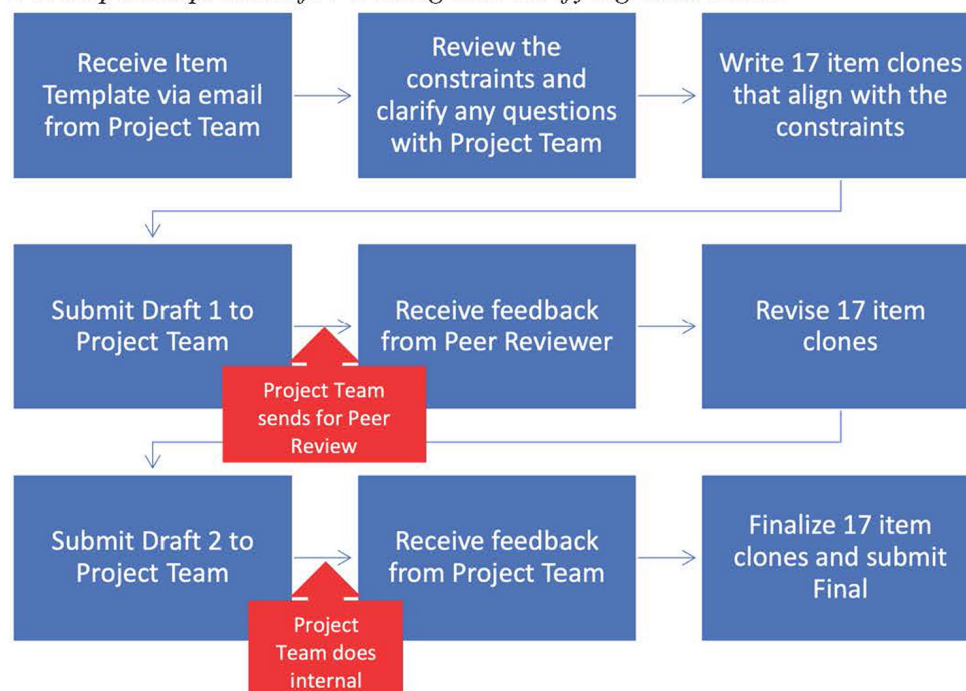 Receive Item
Template via email
from Project Team
Review the
constraints and
clarify any questions
with Project Team
Write 17 item clones
that align with the
constraints
Submit Draft 1 to
Project Team
Project Team
sends for Peer
Review
Receive feedback
from Peer Reviewer
Revise 17 item
clones
Submit Draft 2 to
Project Team
Project
Team does
internal
Receive feedback
from Project Team
Finalize 17 item
clones and submit
Final